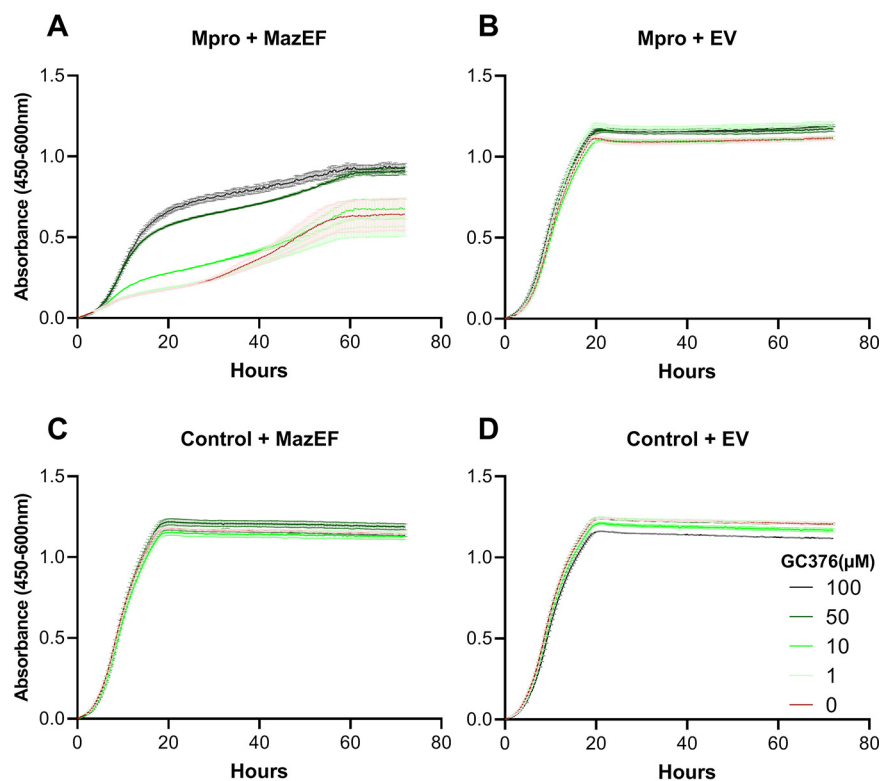 A
Mpro + MazEF
Absorbance (450-600nm)
1.5
1.0
0.5
0.0
0 20 40 60 80
Hours
B
Mpro + EV
1.5
1.0
0.5
0.0
0 20 40 60 80
Hours
C
Control + MazEF
Absorbance (450-600nm)
1.5
1.0
0.5
0.0
0 20 40 60 80
Hours
D
Control + EV
1.5
1.0
0.5
0.0
0 20 40 60 80
Hours
GC376(µM)
100
50
10
1
0